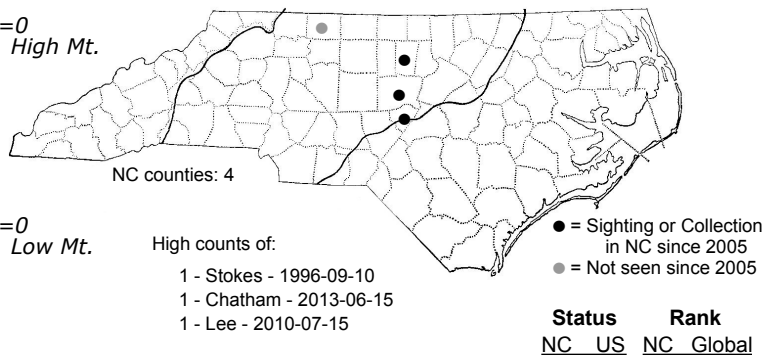 =0
High Mt.
NC counties: 4
=0
Low Mt.
High counts of:
1 - Stokes - 1996-09-10
1 - Chatham - 2013-06-15
1 - Lee - 2010-07-15
= Sighting or Collection
in NC since 2005
= Not seen since 2005
Status Rank
NC US NC Global